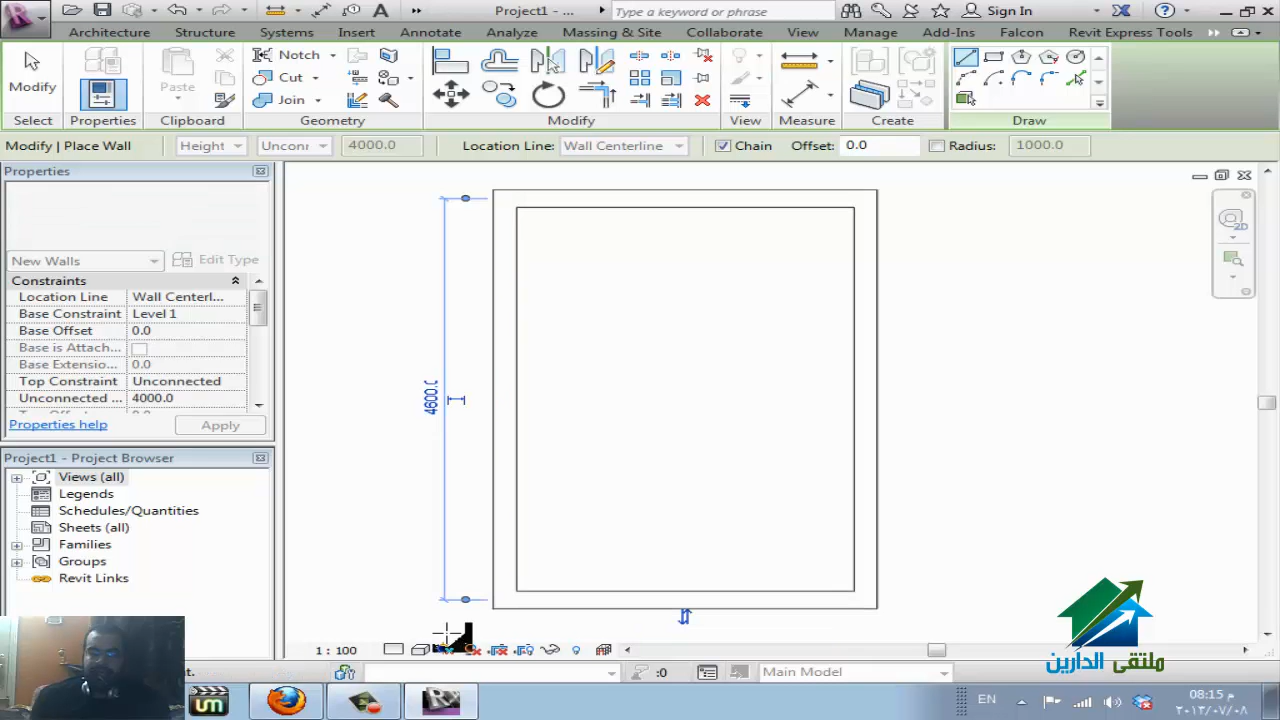 Project1 - ...
Type a keyword or phrase
Sign In
Architecture
Structure
Systems
Insert
Annotate
Analyze
Massing & Site
Collaborate
View
Manage
Add-Ins
Falcon
Revit Express Tools
Modify
Paste
Notch
Cut
Join
Select
Properties
Clipboard
Geometry
Modify
View
Measure
Create
Draw
Modify | Place Wall
Height
Unconr
4000.0
Location Line:
Wall Centerline
Chain
Offset:
0.0
Radius:
1000.0
Properties
New Walls
Edit Type
Constraints
Location Line
Wall Centerl...
Base Constraint
Level 1
Base Offset
0.0
Base is Attach...
Base Extensio...
0.0
Top Constraint
Unconnected
Unconnected ...
4000.0
Properties help
Apply
Project1 - Project Browser
Views (all)
Legends
Schedules/Quantities
Sheets (all)
Families
Groups
Revit Links
4600.0
2D
ملتقى الدارين
1 : 100
:0
Main Model
um
EN
08:15 م
٢٠١٣/٠٧/٠٨